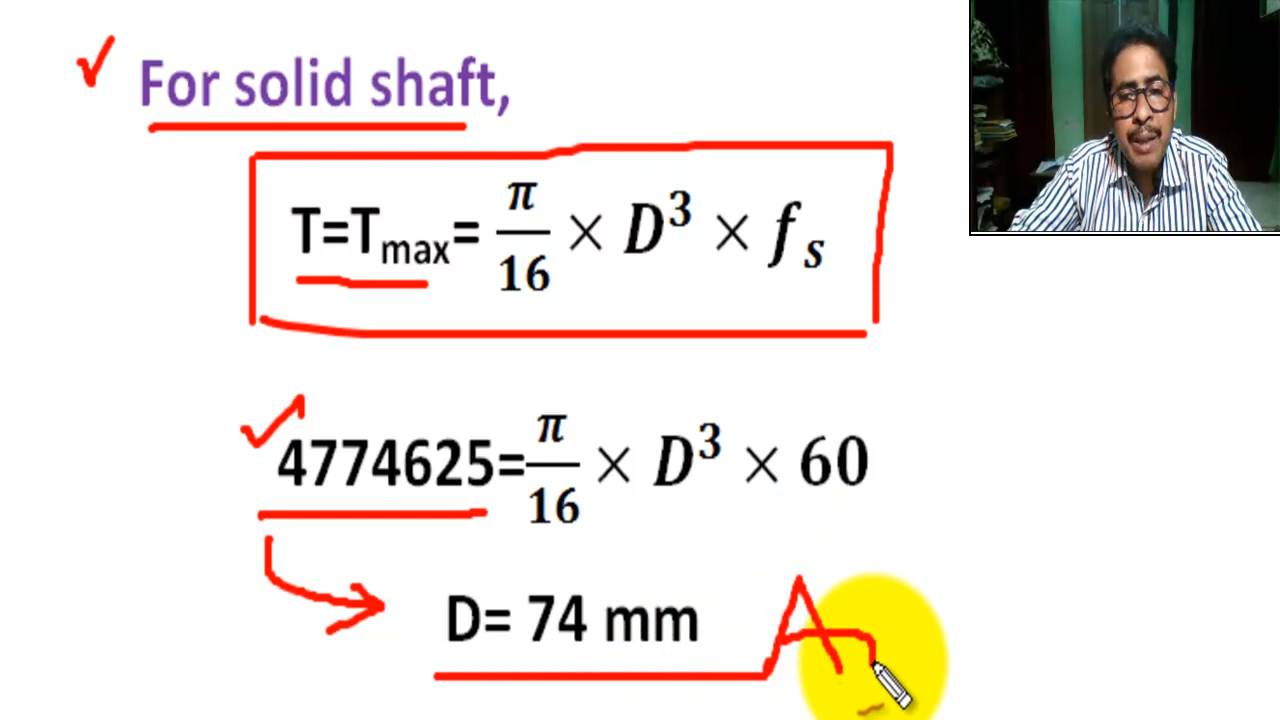 For solid shaft,
T=Tₘₐₓ= π/16 × D³ × fₛ
4774625= π/16 × D³ × 60
D= 74 mm A